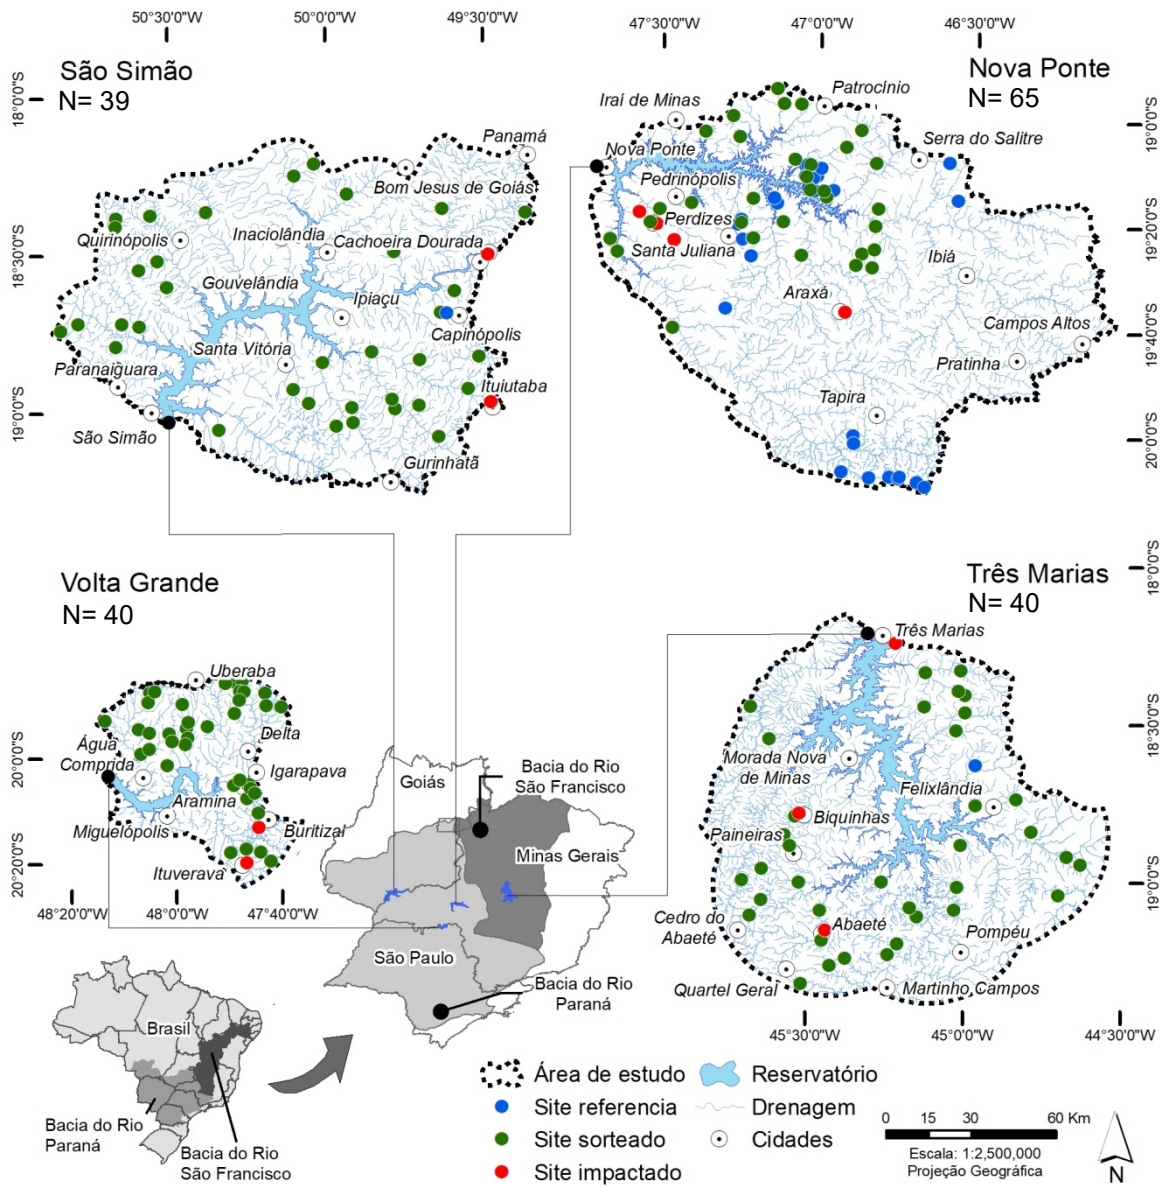 50°30'0"W
50°0'0"W
49°30'0"W
São Simão
N= 39
18°0'0"S
18°30'0"S
19°0'0"S
Panamá
Bom Jesus de Goiás
Quirinópolis
Inaciolândia
Cachoeira Dourada
Gouvelândia
Ipiaçu
Capinópolis
Santa Vitória
Paranaiguara
Ituiutaba
São Simão
Gurinhatã
47°30'0"W
47°0'0"W
46°30'0"W
Nova Ponte
N= 65
19°0'0"S
19°20'0"S
19°40'0"S
20°0'0"S
Patrocínio
Iraí de Minas
Serra do Salitre
Nova Ponte
Pedrinópolis
Perdizes
Santa Juliana
Ibiá
Araxá
Campos Altos
Pratinha
Tapira
Volta Grande
N= 40
Uberaba
Delta
Água
Comprida
Igarapava
Aramina
Miguelópolis
Buritizal
Ituverava
20°0'0"S
20°20'0"S
48°20'0"W
48°0'0"W
47°40'0"W
Três Marias
N= 40
18°0'0"S
18°30'0"S
19°0'0"S
Três Marias
Morada Nova
de Minas
Felixlândia
Biquinhas
Paineiras
Cedro do
Abaeté
Abaeté
Pompéu
Quartel Geral
Martinho Campos
45°30'0"W
45°0'0"W
44°30'0"W
Goiás
Bacia do Rio
São Francisco
Minas Gerais
São Paulo
Bacia do Rio
Paraná
Brasil
Bacia do Rio
Paraná
Bacia do Rio
São Francisco
Área de estudo
Site referencia
Site sorteado
Site impactado
Reservatório
Drenagem
Cidades
0 15 30 60 Km
Escala: 1:2,500,000
Projeção Geográfica
N